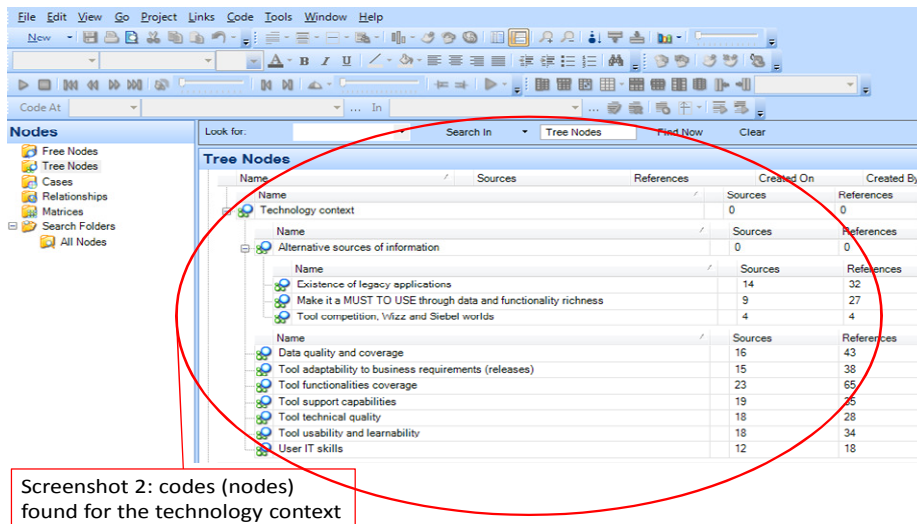 File Edit View Go Project Links Code Tools Window Help
New
A B I U
Code At ... In ...
Nodes
Free Nodes
Tree Nodes
Cases
Relationships
Matrices
Search Folders
All Nodes
Look for: Search In Tree Nodes Find Now Clear
Tree Nodes
Name Sources References Created On Created By
Name Sources References
Technology context 0 0
Name Sources References
Alternative sources of information 0 0
Name Sources References
Existence of legacy applications 14 32
Make it a MUST TO USE through data and functionality richness 9 27
Tool competition, Wizz and Siebel worlds 4 4
Name Sources References
Data quality and coverage 16 43
Tool adaptability to business requirements (releases) 15 38
Tool functionalities coverage 23 65
Tool support capabilities 19
Tool technical quality 18 28
Tool usability and learnability 18 34
User IT skills 12 18
Screenshot 2: codes (nodes)
found for the technology context